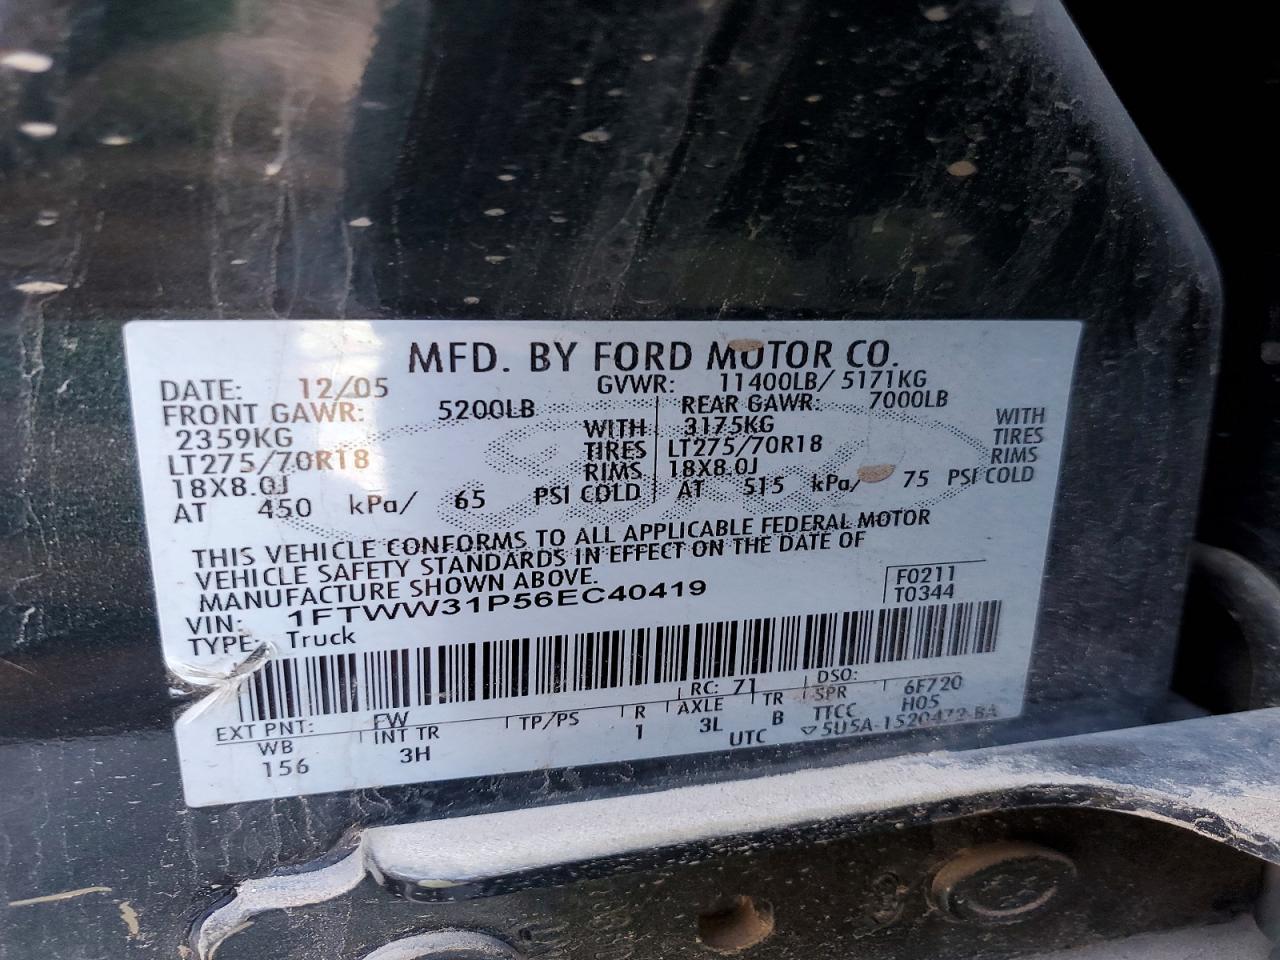 MFD. BY FORD MOTOR CO.
DATE: 12/05 GVWR: 11400LB/ 5171KG
FRONT GAWR: 5200LB REAR GAWR: 7000LB
2359KG WITH 3175KG WITH
LT275/70R18 TIRES LT275/70R18 TIRES
18X8.0J RIMS 18X8.0J RIMS
AT 450 kPa/ 65 PSI COLD AT 515 kPa/ 75 PSI COLD
THIS VEHICLE CONFORMS TO ALL APPLICABLE FEDERAL MOTOR
VEHICLE SAFETY STANDARDS IN EFFECT ON THE DATE OF
MANUFACTURE SHOWN ABOVE.
VIN: 1FTWW31P56EC40419 F0211
TYPE: Truck T0344
EXT PNT: FW RC: 71 DSO: 6F720
WB INT TR TP/PS R AXLE TR SPR H05
156 3H 1 3L B TTCC
UTC ▽5U5A-1520472-BA